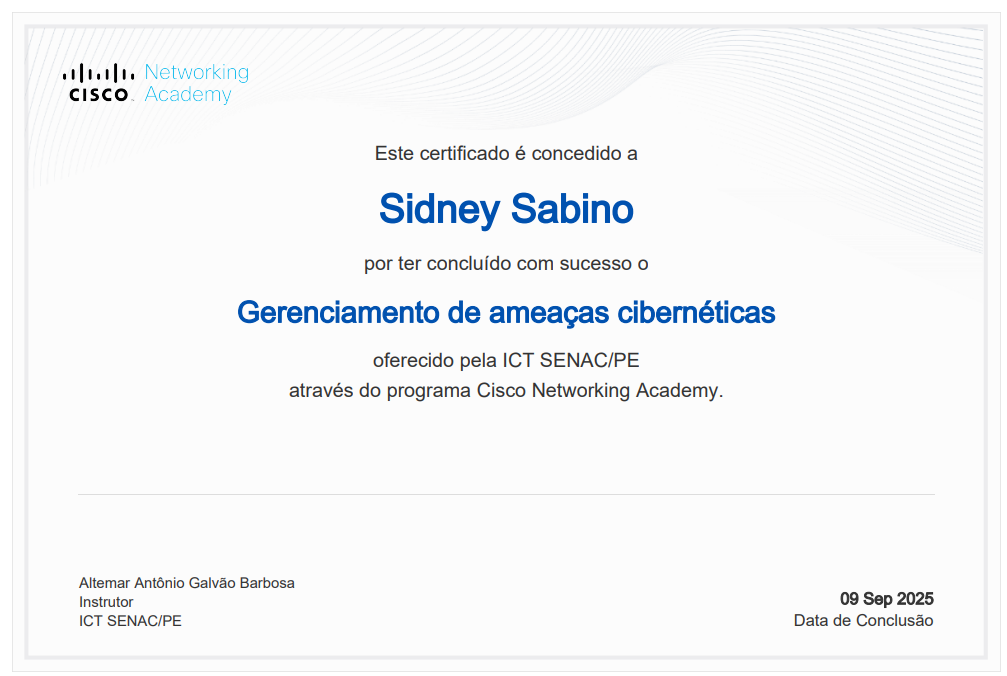 Networking
CISCO Academy
Este certificado é concedido a
Sidney Sabino
por ter concluído com sucesso o
Gerenciamento de ameaças cibernéticas
oferecido pela ICT SENAC/PE
através do programa Cisco Networking Academy.
Altemar Antônio Galvão Barbosa
Instrutor
ICT SENAC/PE
09 Sep 2025
Data de Conclusão